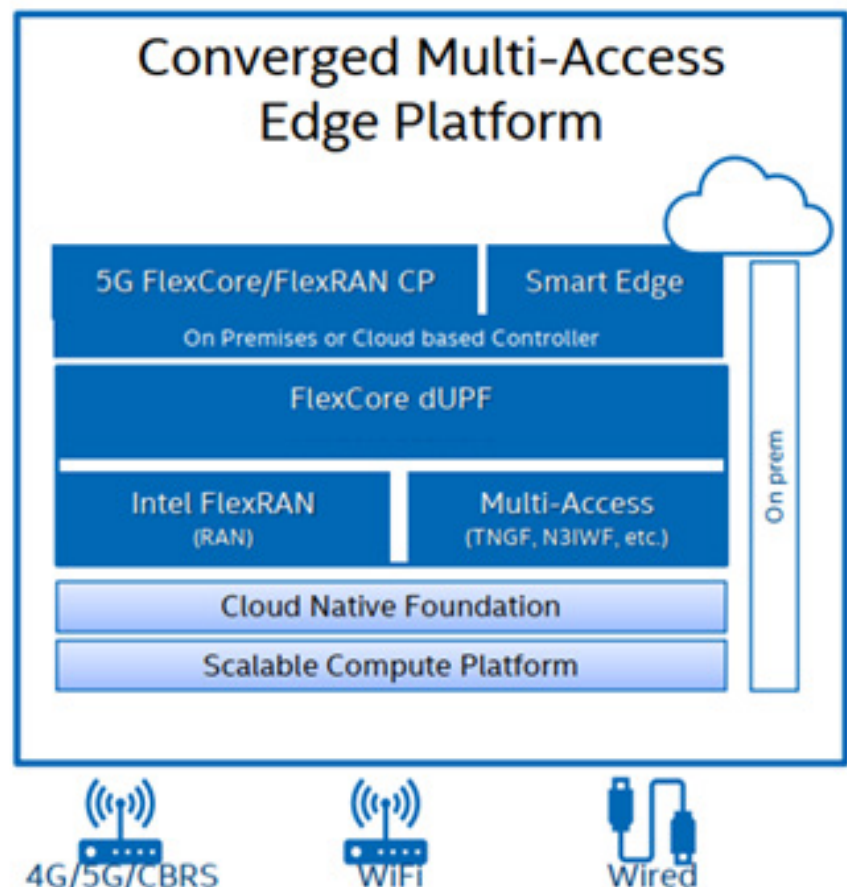 Converged Multi-Access
Edge Platform
5G FlexCore/FlexRAN CP
Smart Edge
On Premises or Cloud based Controller
FlexCore dUPF
Intel FlexRAN
(RAN)
Multi-Access
(TNGF, N3IWF, etc.)
Cloud Native Foundation
Scalable Compute Platform
On prem
4G/5G/CBRS
WiFi
Wired